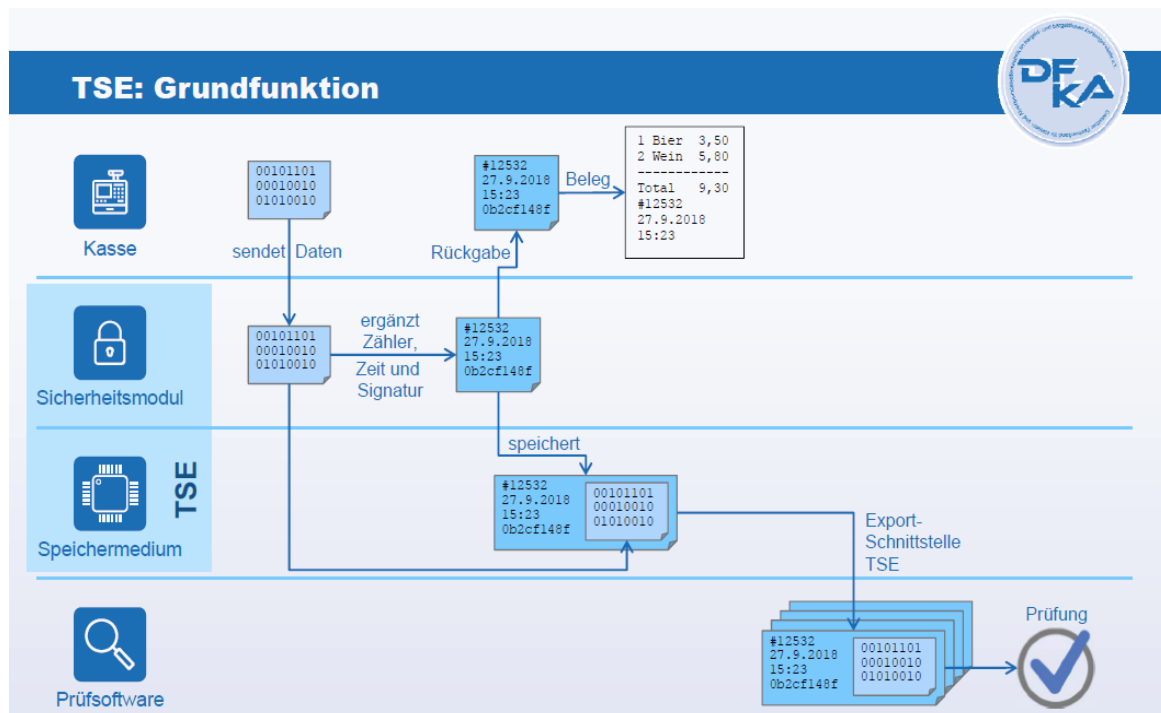 TSE: Grundfunktion
DFKA
Kasse
00101101
00010010
01010010
sendet Daten
#12532
27.9.2018
15:23
0b2cf148f
Rückgabe
Beleg
1 Bier 3,50
2 Wein 5,80
------------
Total 9,30
#12532
27.9.2018
15:23
Sicherheitsmodul
00101101
00010010
01010010
ergänzt
Zähler,
Zeit und
Signatur
#12532
27.9.2018
15:23
0b2cf148f
TSE
Speichermedium
speichert
#12532
27.9.2018
15:23
0b2cf148f
00101101
00010010
01010010
Export-
Schnittstelle
TSE
Prüfsoftware
#12532
27.9.2018
15:23
0b2cf148f
00101101
00010010
01010010
Prüfung